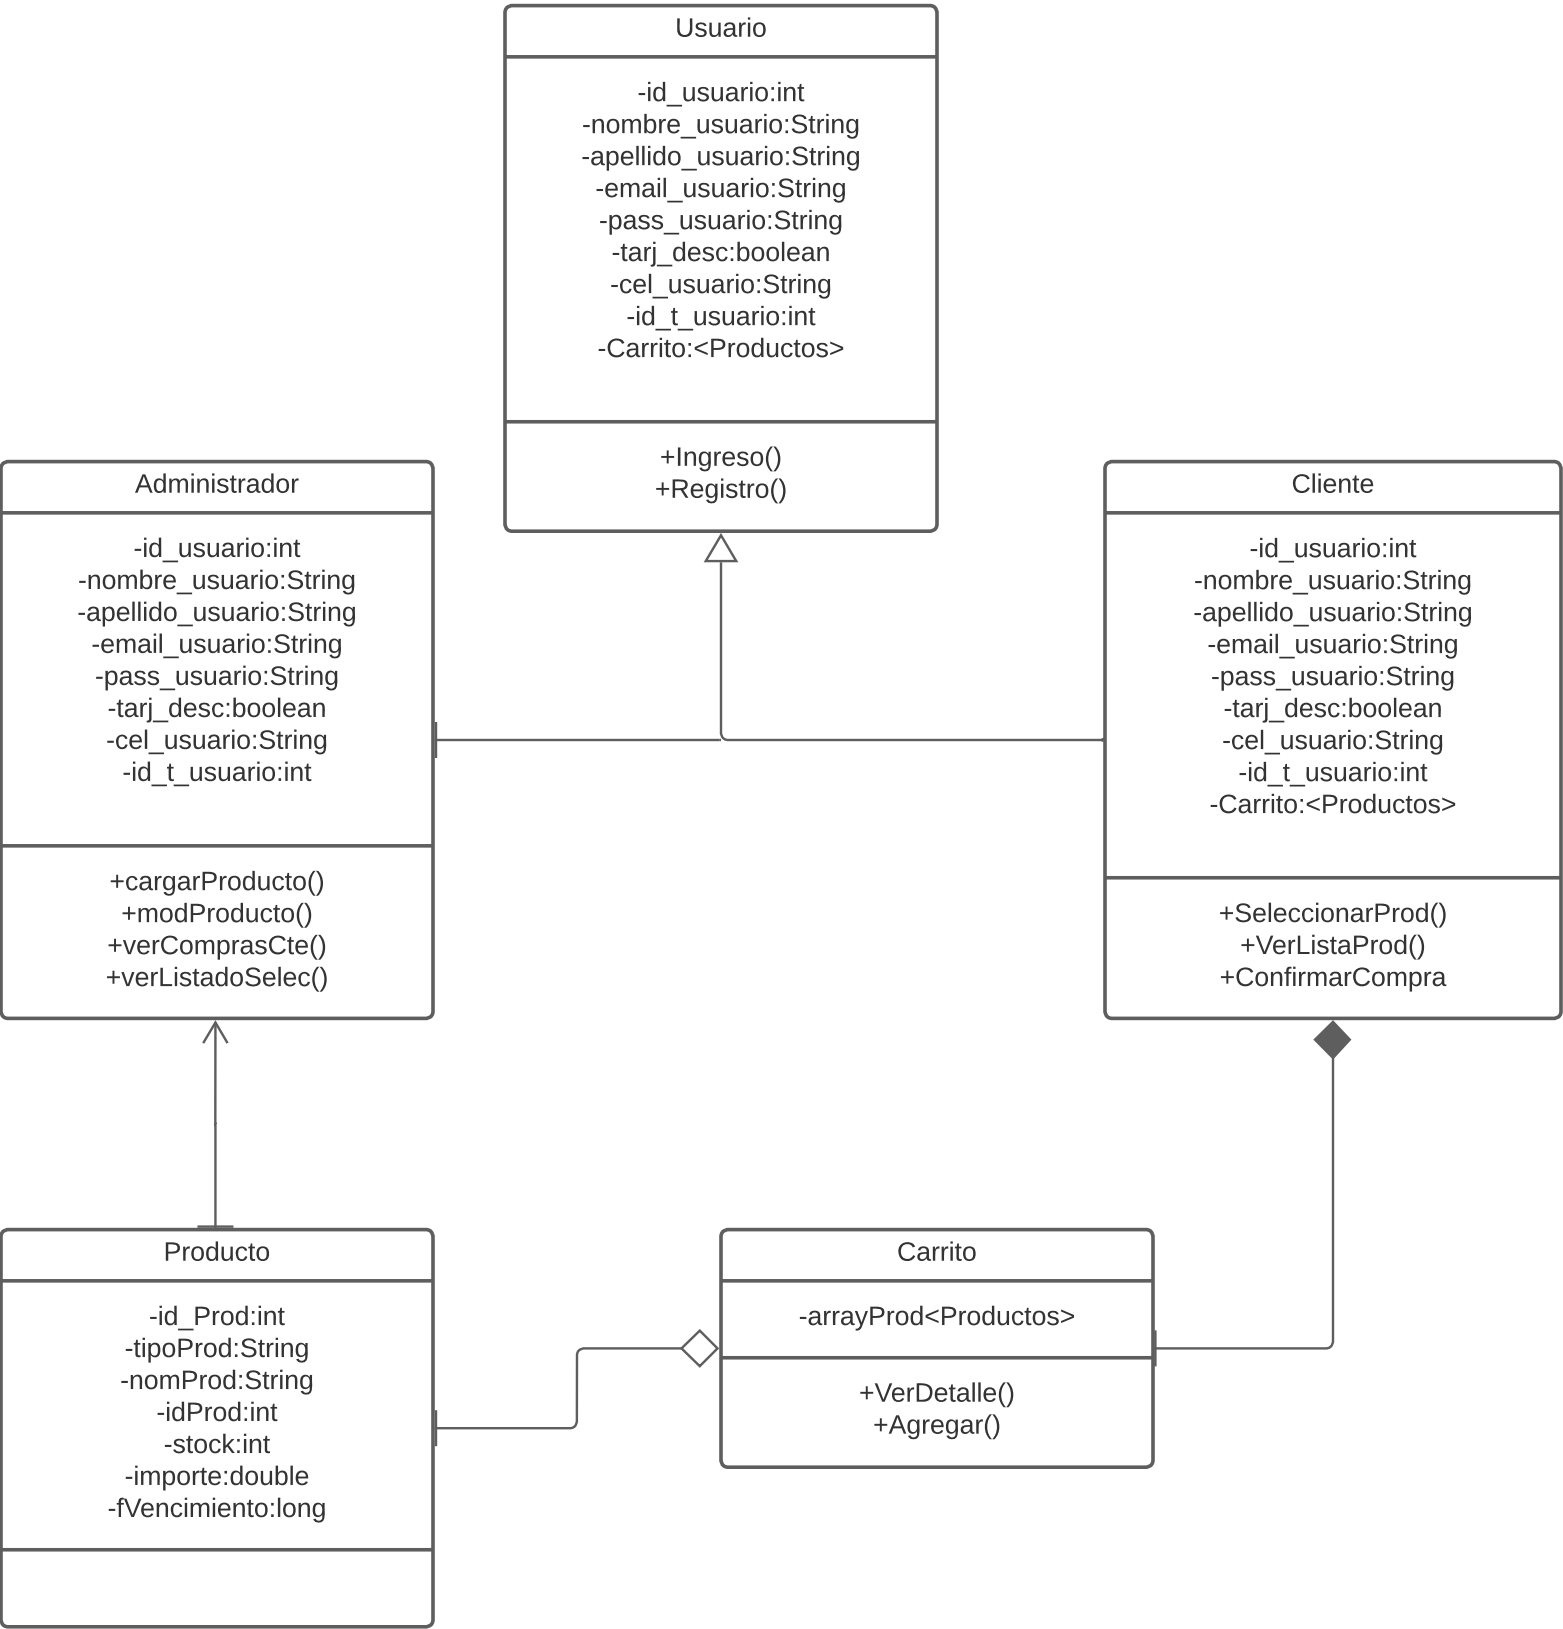 Usuario
-id_usuario:int
-nombre_usuario:String
-apellido_usuario:String
-email_usuario:String
-pass_usuario:String
-tarj_desc:boolean
-cel_usuario:String
-id_t_usuario:int
-Carrito:<Productos>
+Ingreso()
+Registro()
Administrador
-id_usuario:int
-nombre_usuario:String
-apellido_usuario:String
-email_usuario:String
-pass_usuario:String
-tarj_desc:boolean
-cel_usuario:String
-id_t_usuario:int
+cargarProducto()
+modProducto()
+verComprasCte()
+verListadoSelec()
Cliente
-id_usuario:int
-nombre_usuario:String
-apellido_usuario:String
-email_usuario:String
-pass_usuario:String
-tarj_desc:boolean
-cel_usuario:String
-id_t_usuario:int
-Carrito:<Productos>
+SeleccionarProd()
+VerListaProd()
+ConfirmarCompra
Producto
-id_Prod:int
-tipoProd:String
-nomProd:String
-idProd:int
-stock:int
-importe:double
-fVencimiento:long
Carrito
-arrayProd<Productos>
+VerDetalle()
+Agregar()